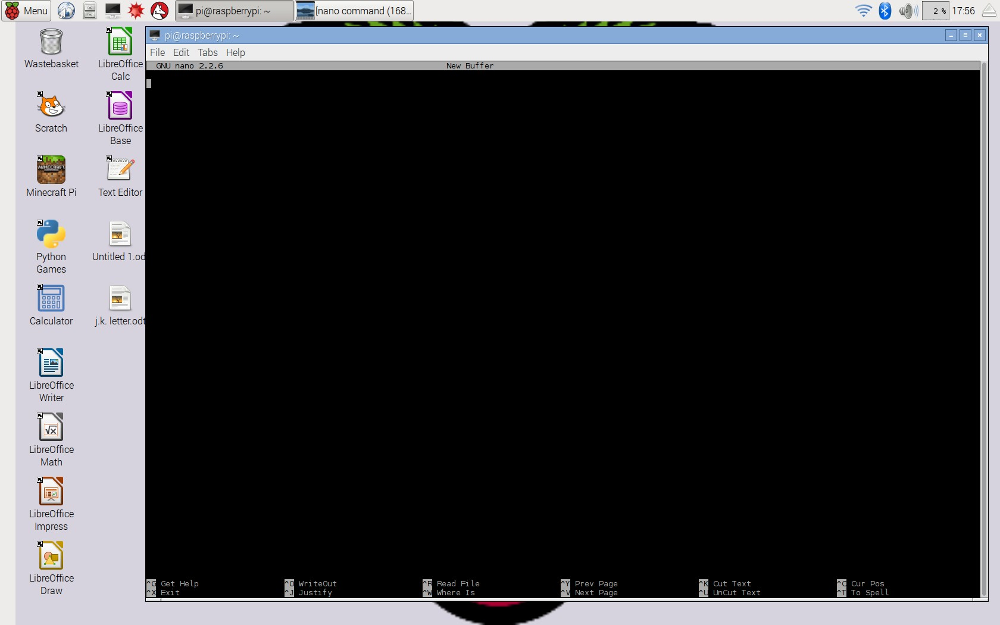 Menu
pi@raspberrypi: ~
[nano command (168...
2 %
17:56
Wastebasket
LibreOffice
Calc
Scratch
LibreOffice
Base
MINECRAFT
Minecraft Pi
Text Editor
Python
Games
Untitled 1.od
Calculator
j.k. letter.odt
LibreOffice
Writer
√x
LibreOffice
Math
LibreOffice
Impress
LibreOffice
Draw
pi@raspberrypi: ~
File Edit Tabs Help
GNU nano 2.2.6 New Buffer
^G Get Help ^O WriteOut ^R Read File ^Y Prev Page ^K Cut Text ^C Cur Pos
^X Exit ^J Justify ^W Where Is ^V Next Page ^U UnCut Text ^T To Spell